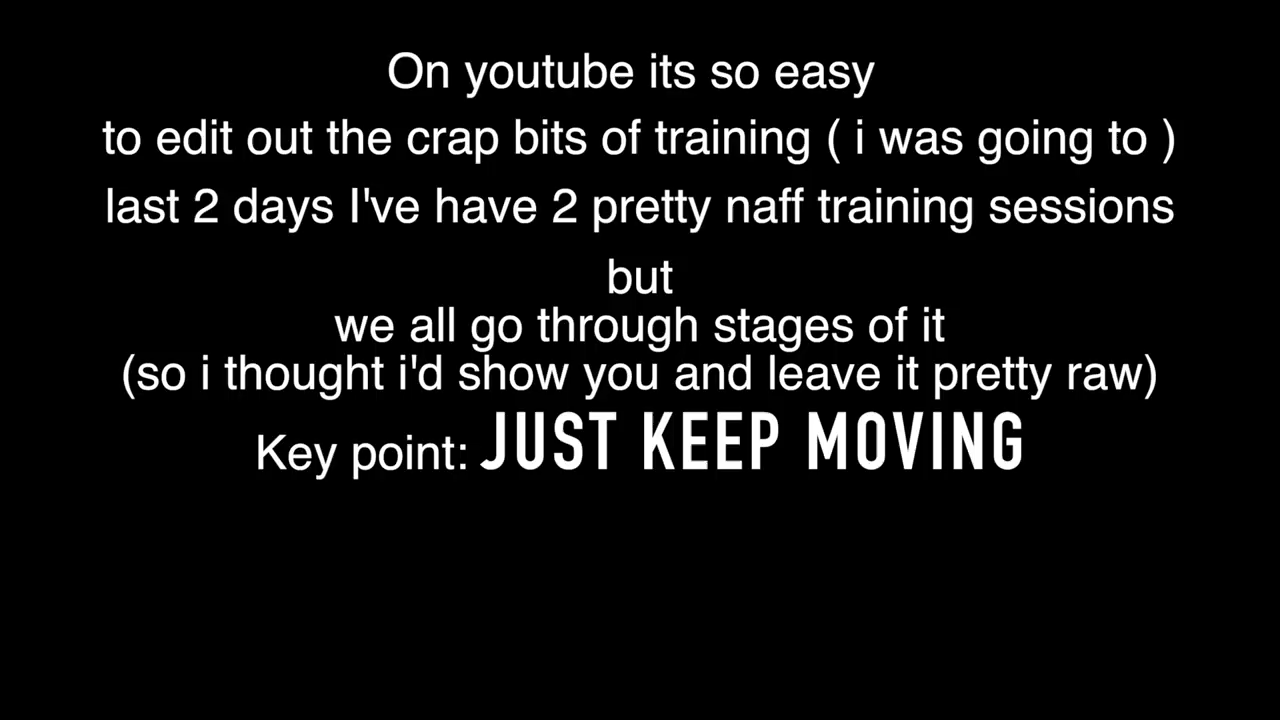 On youtube its so easy
to edit out the crap bits of training ( i was going to )
last 2 days I've have 2 pretty naff training sessions
but
we all go through stages of it
(so i thought i'd show you and leave it pretty raw)
Key point: JUST KEEP MOVING